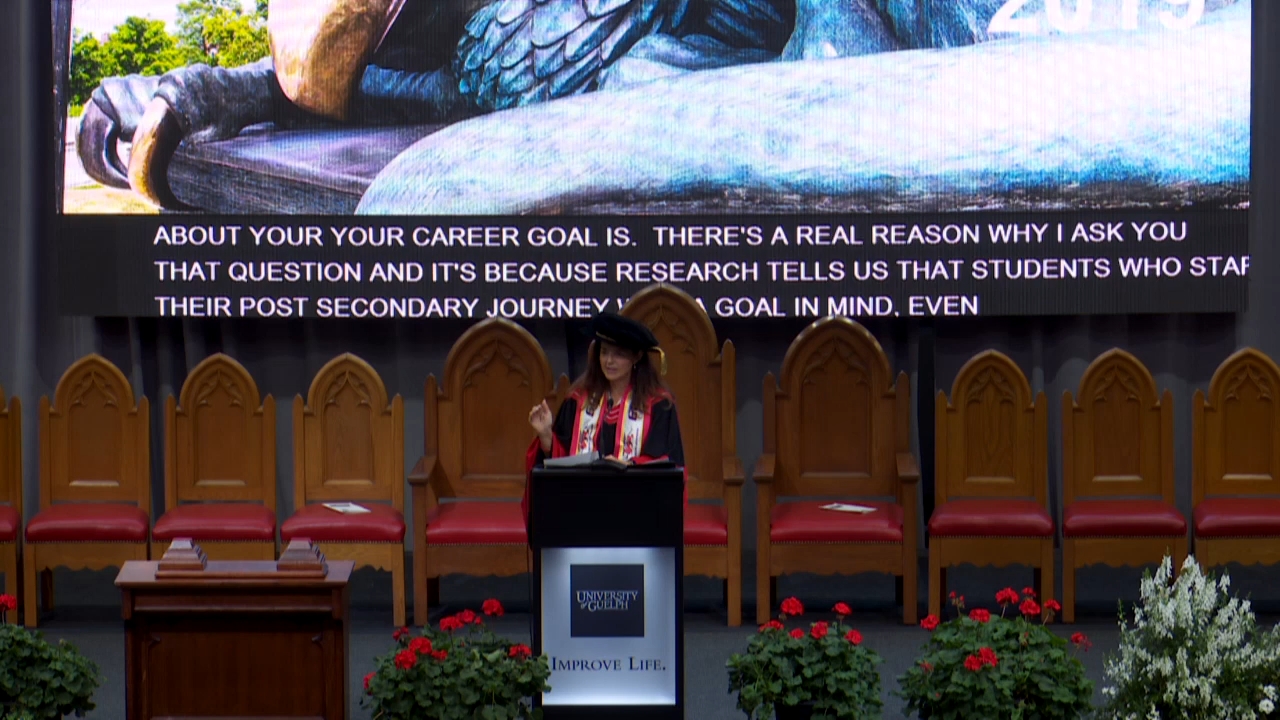 2019
ABOUT YOUR YOUR CAREER GOAL IS. THERE'S A REAL REASON WHY I ASK YOU
THAT QUESTION AND IT'S BECAUSE RESEARCH TELLS US THAT STUDENTS WHO STAR
THEIR POST SECONDARY JOURNEY A GOAL IN MIND, EVEN
UNIVERSITY
OF GUELPH
IMPROVE LIFE.